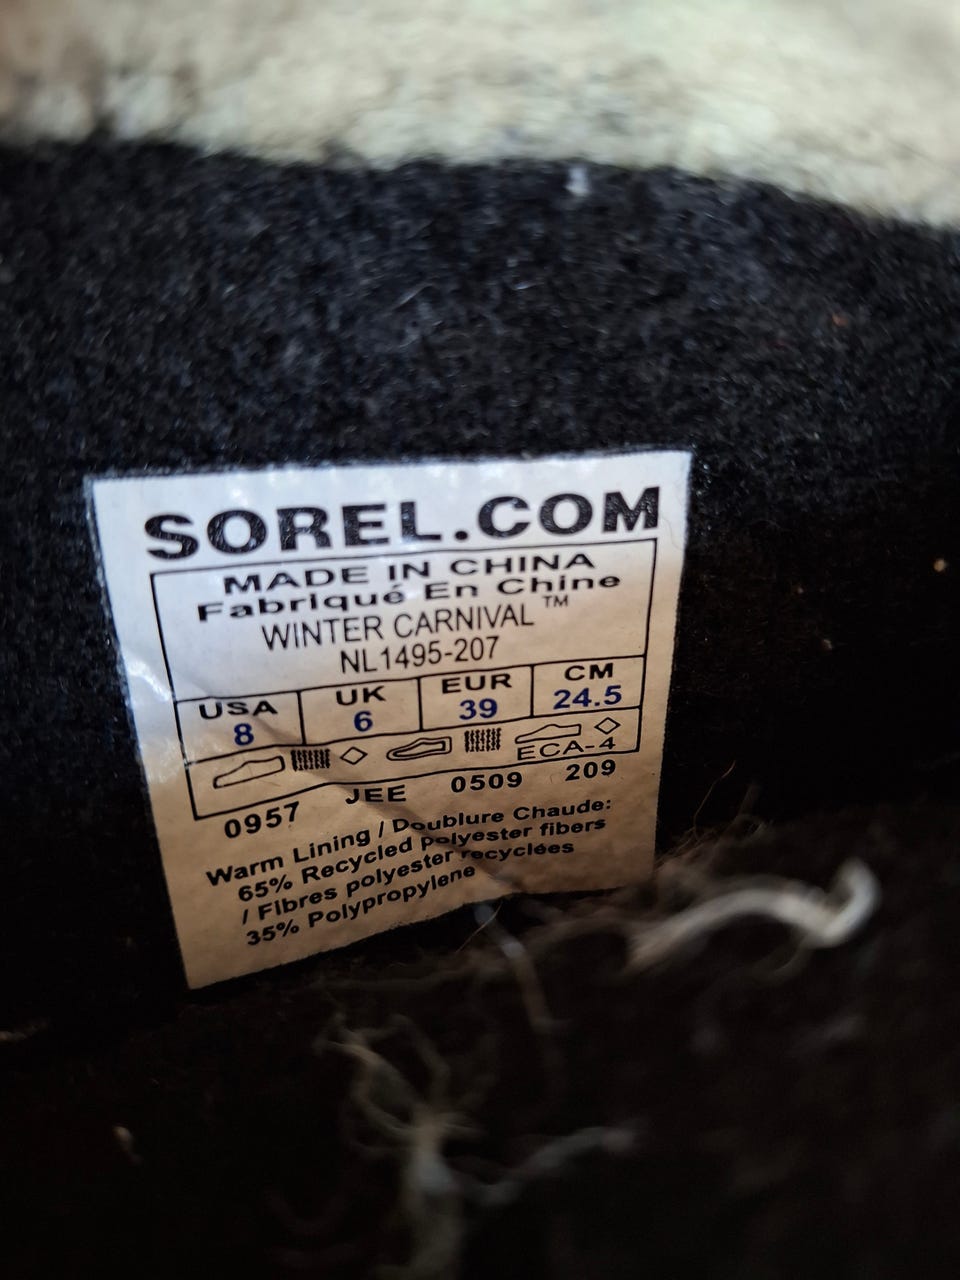 SOREL.COM
MADE IN CHINA
Fabriqué En Chine
WINTER CARNIVAL™
NL1495-207
USA UK EUR CM
8 6 39 24.5
ECA-4
0957 JEE 0509 209
Warm Lining / Doublure Chaude:
65% Recycled polyester fibers
/ Fibres polyester recyclées
35% Polypropylene